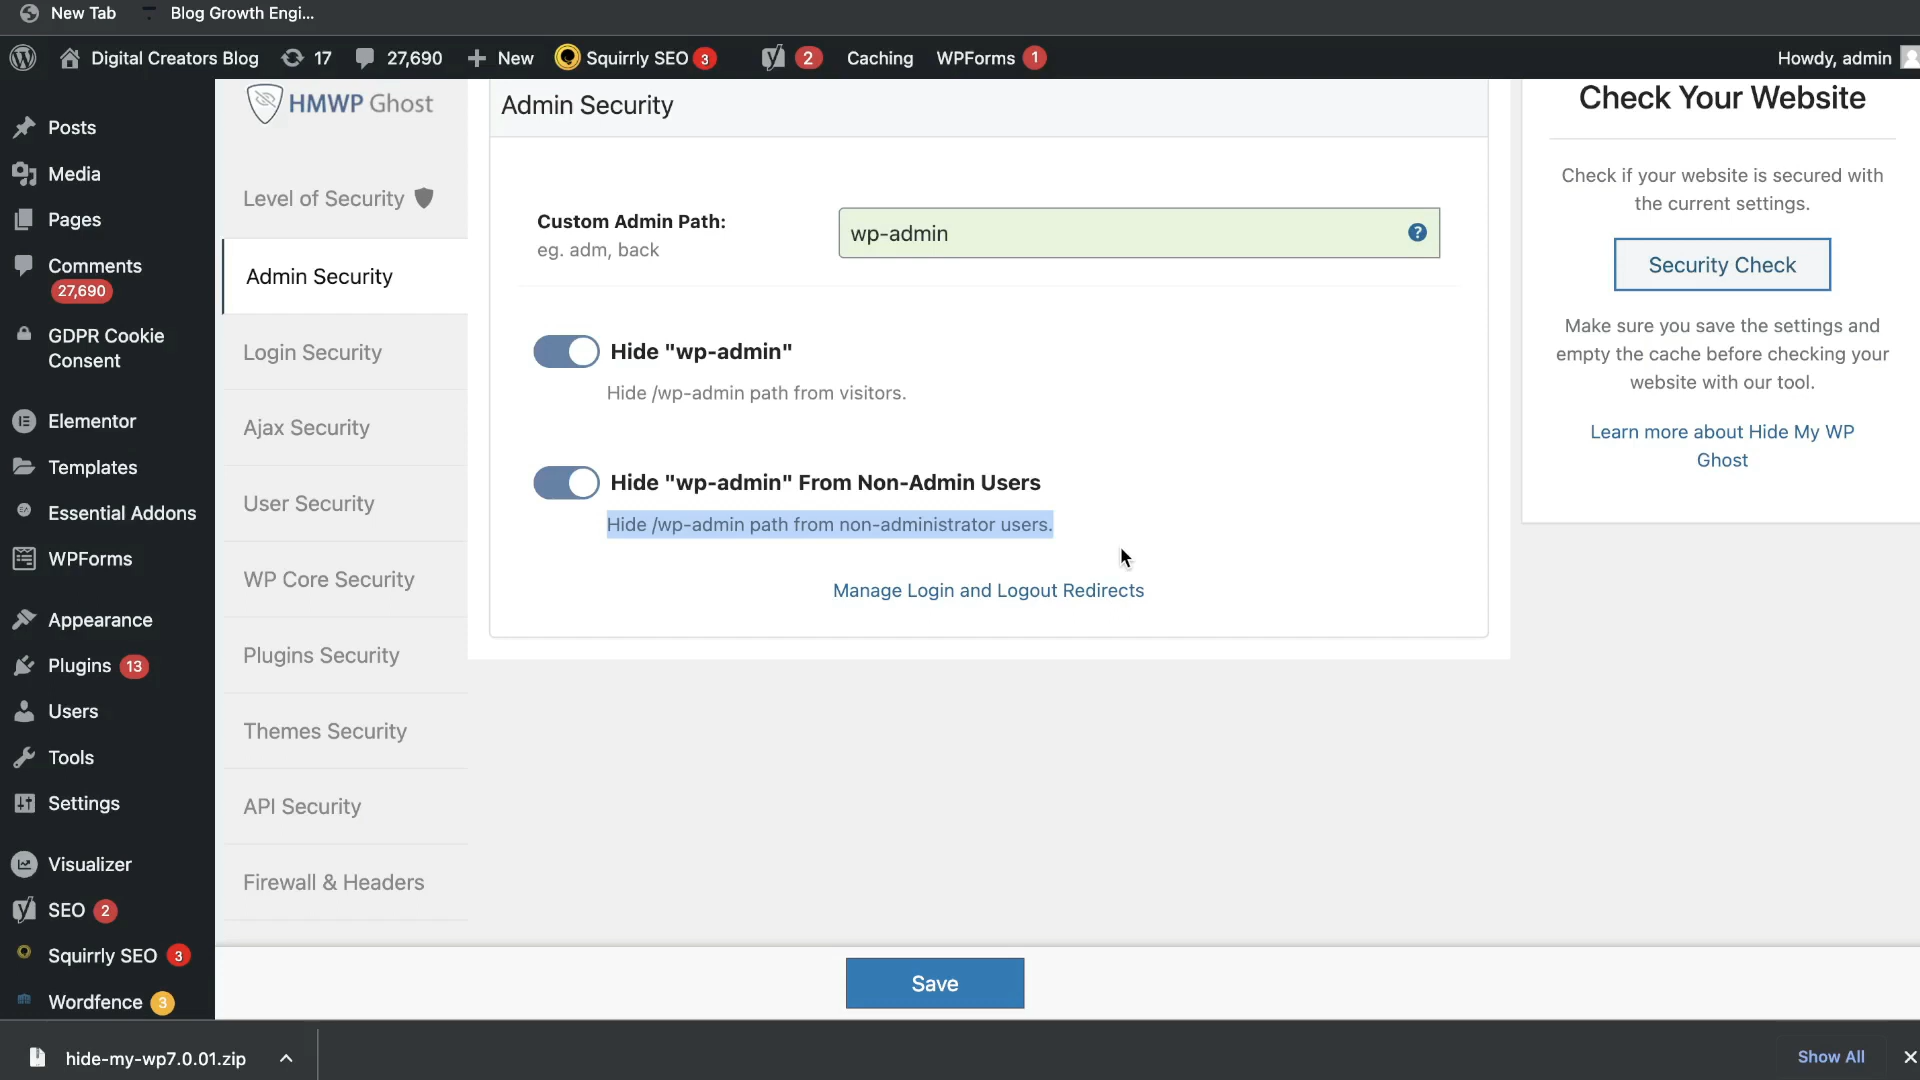 New Tab
Blog Growth Engi...
Digital Creators Blog
17
27,690
New
Squirrly SEO 3
2
Caching
WPForms 1
Howdy, admin
Posts
Media
Pages
Comments
27,690
GDPR Cookie
Consent
Elementor
Templates
Essential Addons
WPForms
Appearance
Plugins 13
Users
Tools
Settings
Visualizer
SEO 2
Squirrly SEO 3
Wordfence 3
HMWP Ghost
Level of Security
Admin Security
Login Security
Ajax Security
User Security
WP Core Security
Plugins Security
Themes Security
API Security
Firewall & Headers
Admin Security
Custom Admin Path:
eg. adm, back
wp-admin
?
Hide "wp-admin"
Hide /wp-admin path from visitors.
Hide "wp-admin" From Non-Admin Users
Hide /wp-admin path from non-administrator users.
Manage Login and Logout Redirects
Check Your Website
Check if your website is secured with
the current settings.
Security Check
Make sure you save the settings and
empty the cache before checking your
website with our tool.
Learn more about Hide My WP
Ghost
Save
hide-my-wp7.0.01.zip
Show All